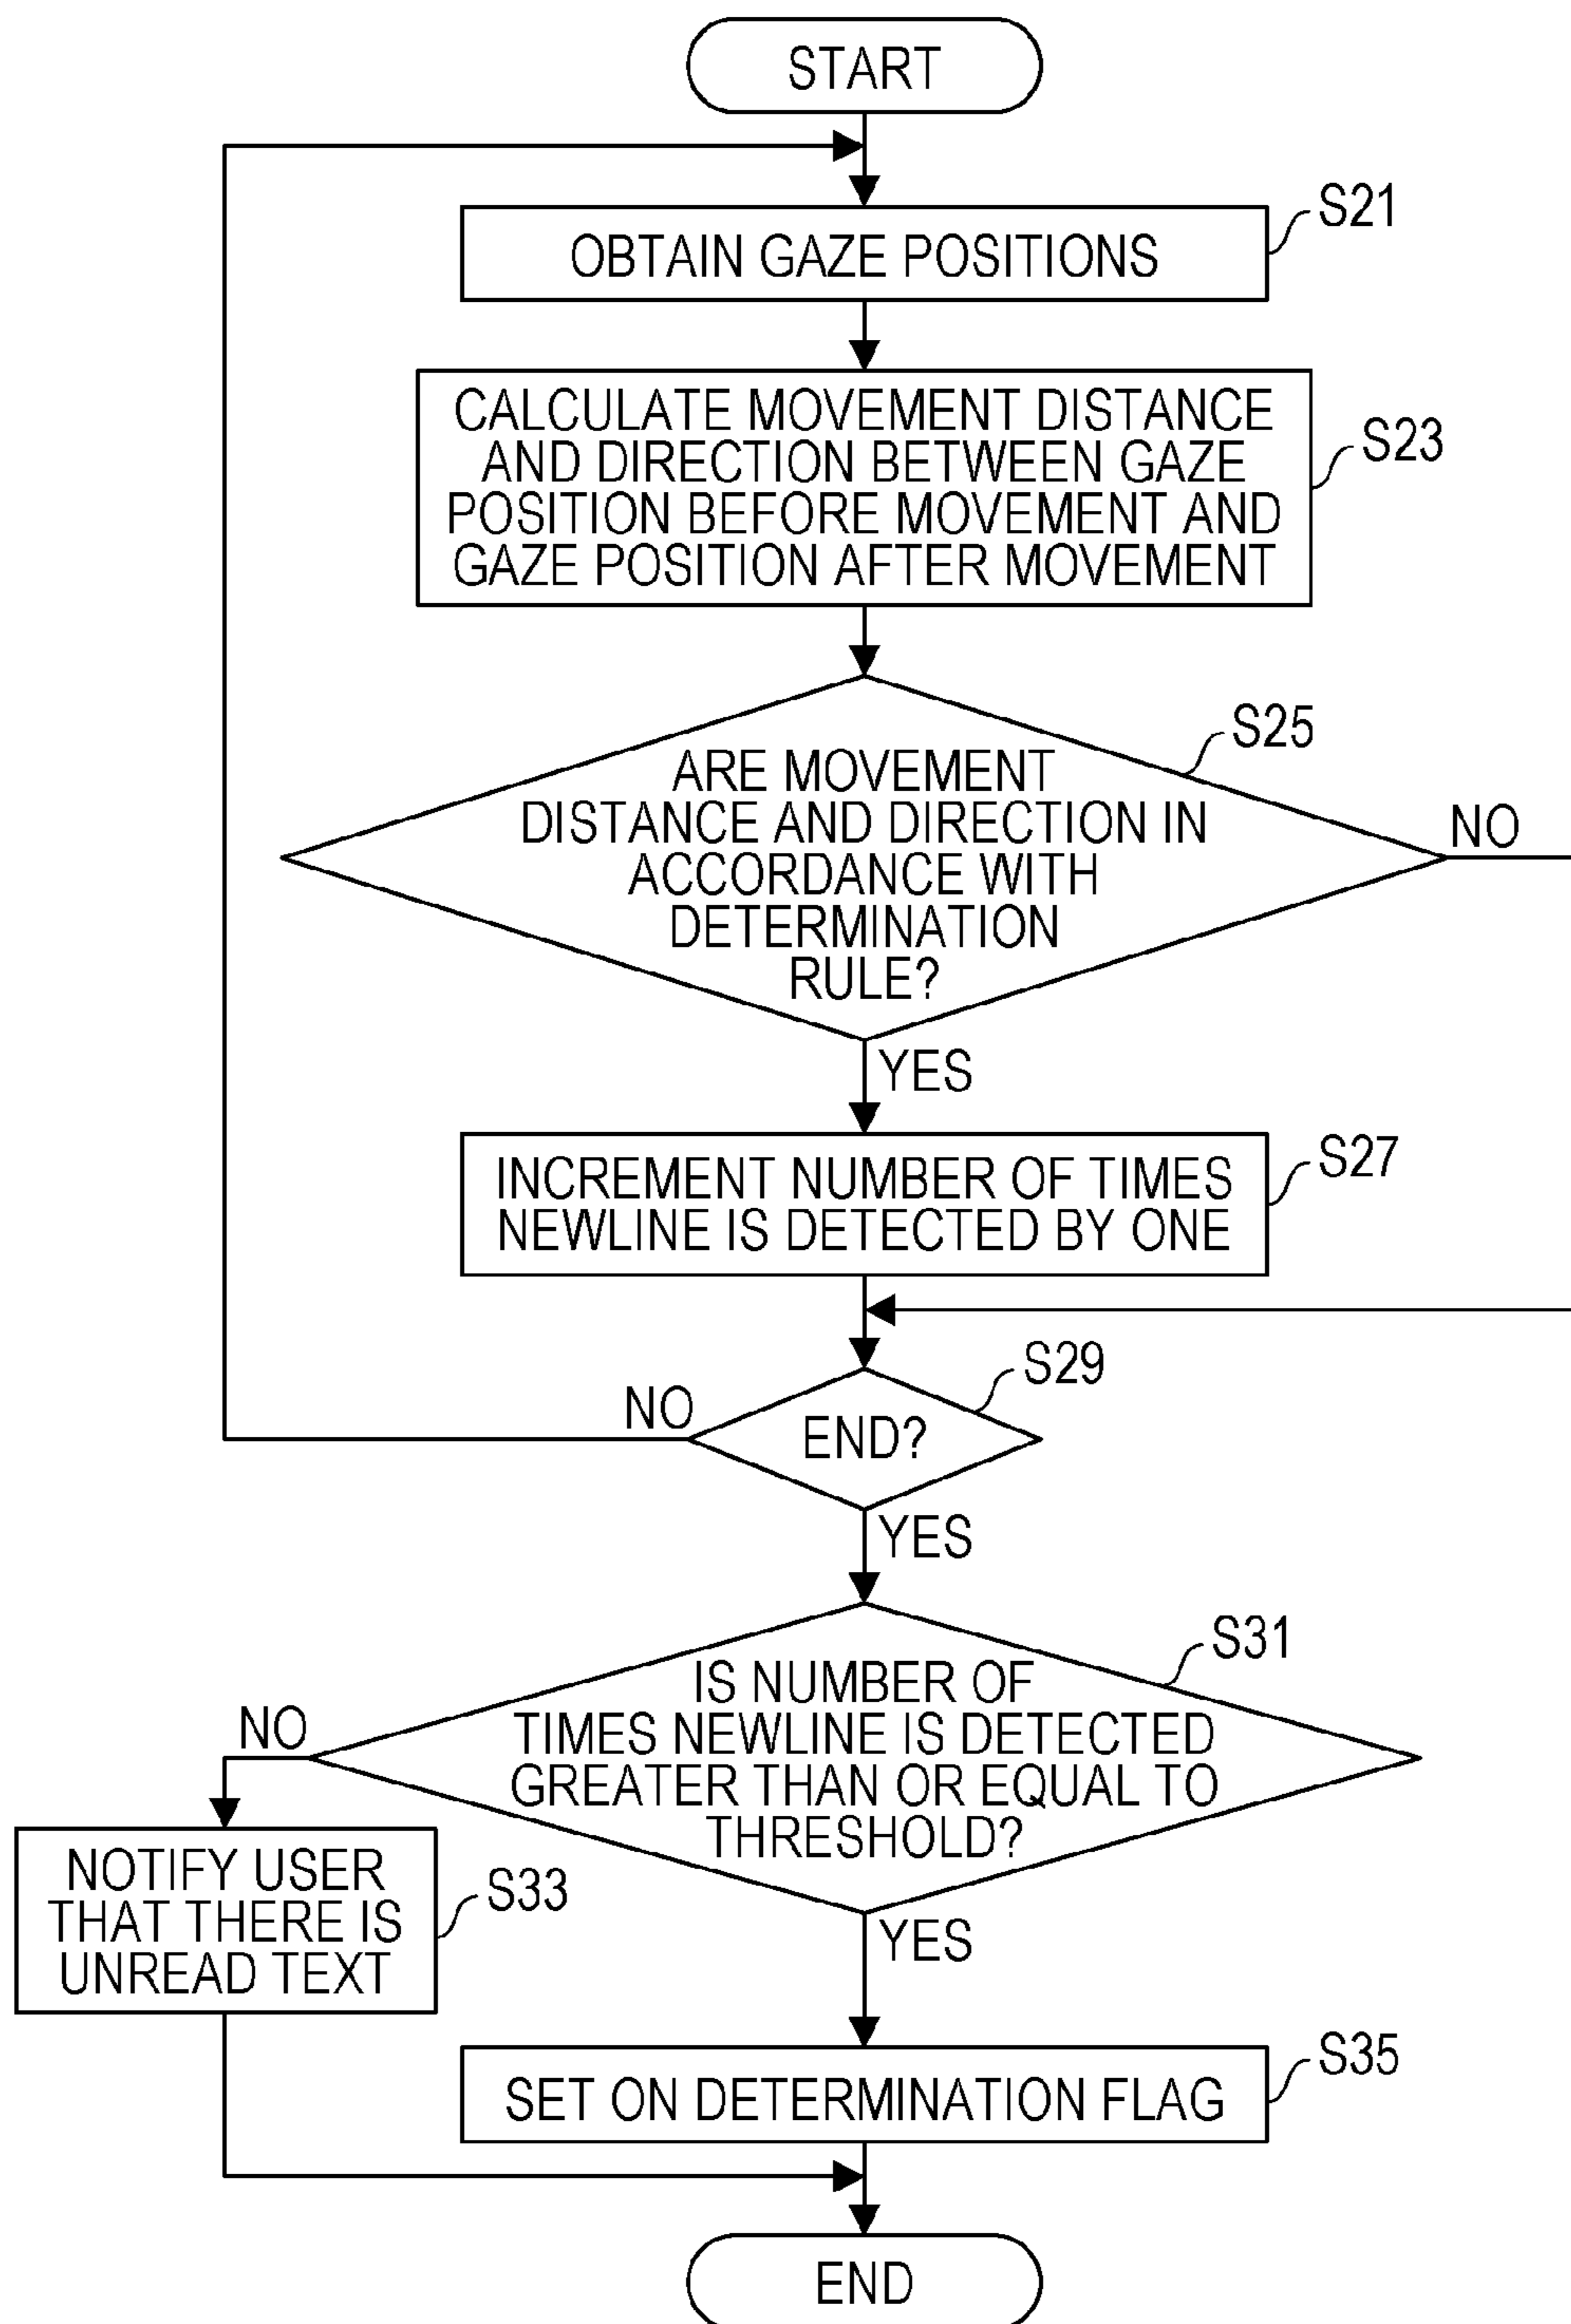 START
S21
OBTAIN GAZE POSITIONS
CALCULATE MOVEMENT DISTANCE
AND DIRECTION BETWEEN GAZE
POSITION BEFORE MOVEMENT AND
GAZE POSITION AFTER MOVEMENT
S23
S25
ARE MOVEMENT
DISTANCE AND DIRECTION IN
ACCORDANCE WITH
DETERMINATION
RULE?
NO
YES
S27
INCREMENT NUMBER OF TIMES
NEWLINE IS DETECTED BY ONE
S29
NO
END?
YES
S31
IS NUMBER OF
TIMES NEWLINE IS DETECTED
GREATER THAN OR EQUAL TO
THRESHOLD?
NO
NOTIFY USER
THAT THERE IS
UNREAD TEXT
S33
YES
S35
SET ON DETERMINATION FLAG
END